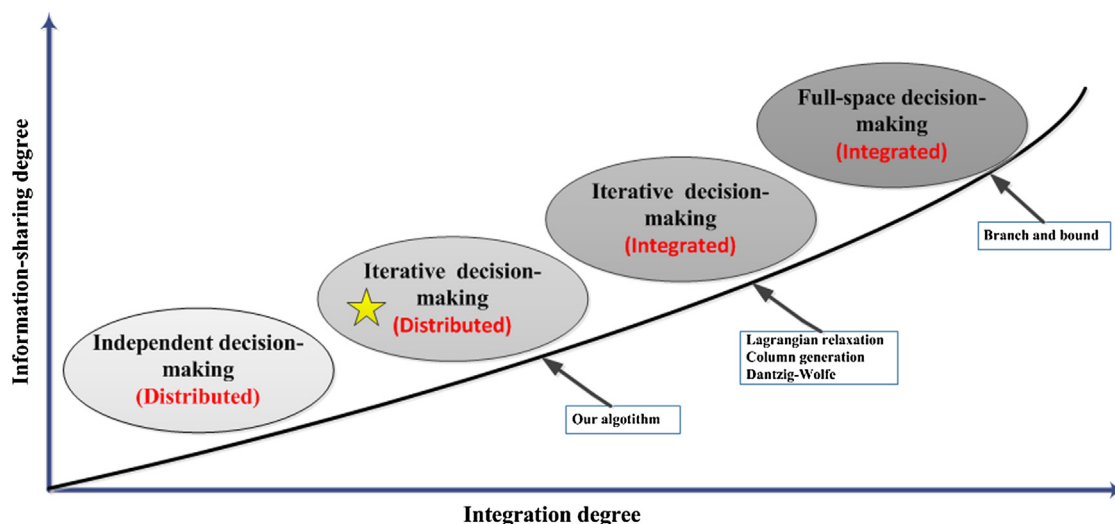 Information-sharing degree
Full-space decision-
making
(Integrated)
Iterative decision-
making
(Integrated)
Branch and bound
Iterative decision-
making
(Distributed)
Independent decision-
making
(Distributed)
Lagrangian relaxation
Column generation
Dantzig-Wolfe
Our algotithm
Integration degree